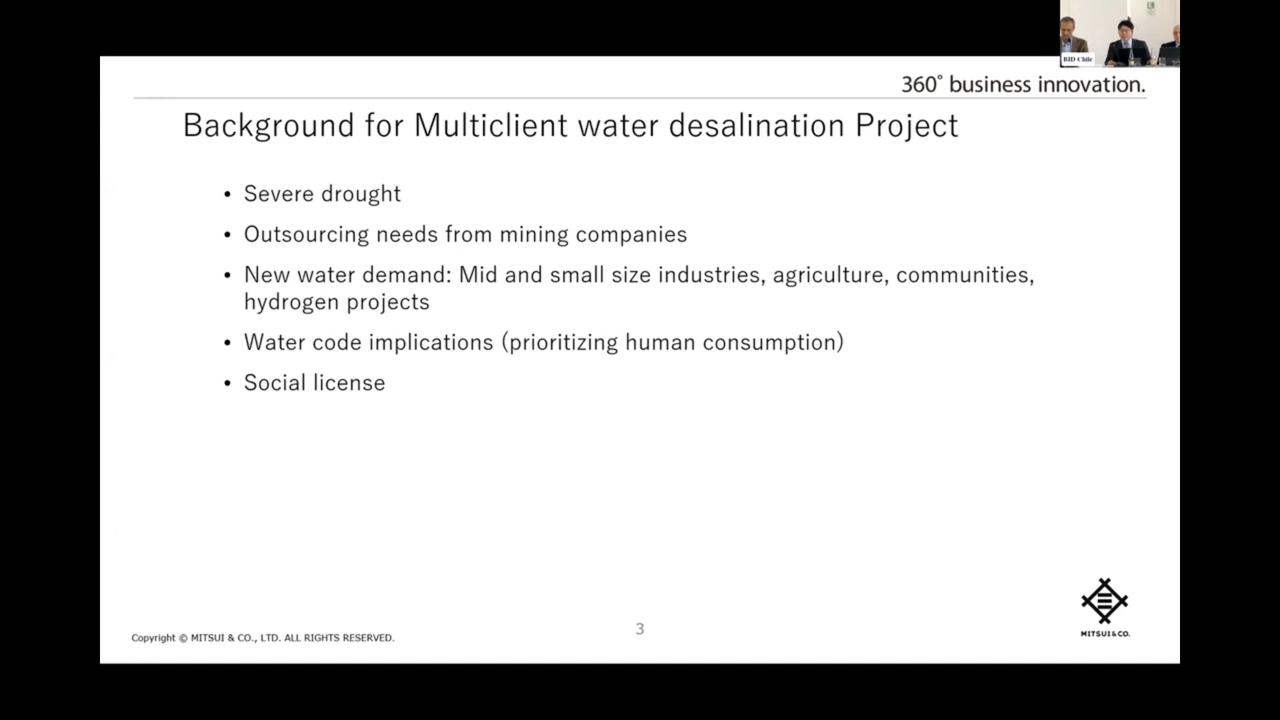 BID Chile
360° business innovation.
Background for Multiclient water desalination Project
• Severe drought
• Outsourcing needs from mining companies
• New water demand: Mid and small size industries, agriculture, communities,
hydrogen projects
• Water code implications (prioritizing human consumption)
• Social license
Copyright © MITSUI & CO., LTD. ALL RIGHTS RESERVED.
3
MITSUI&CO.